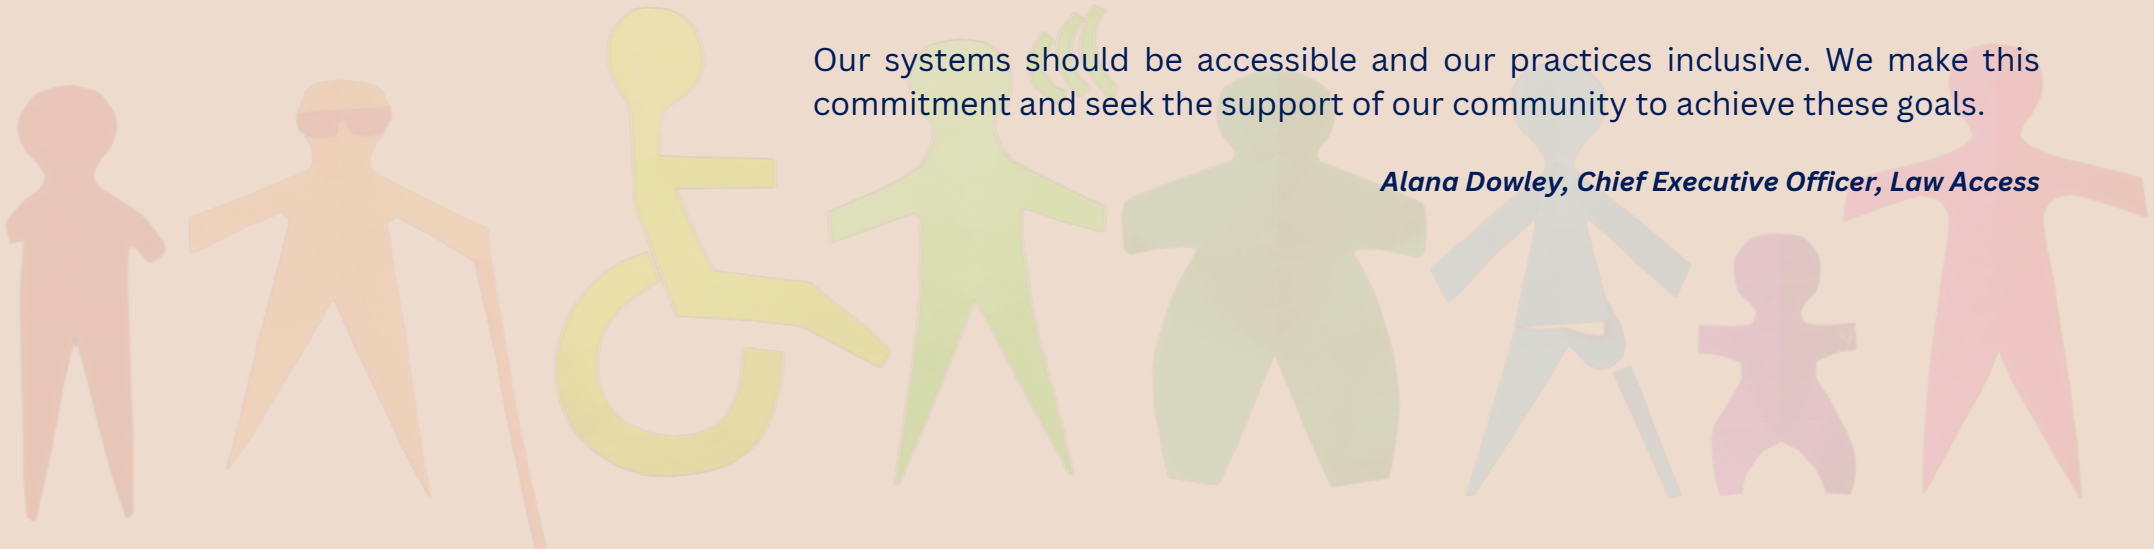 Our systems should be accessible and our practices inclusive. We make this
commitment and seek the support of our community to achieve these goals.
Alana Dowley, Chief Executive Officer, Law Access